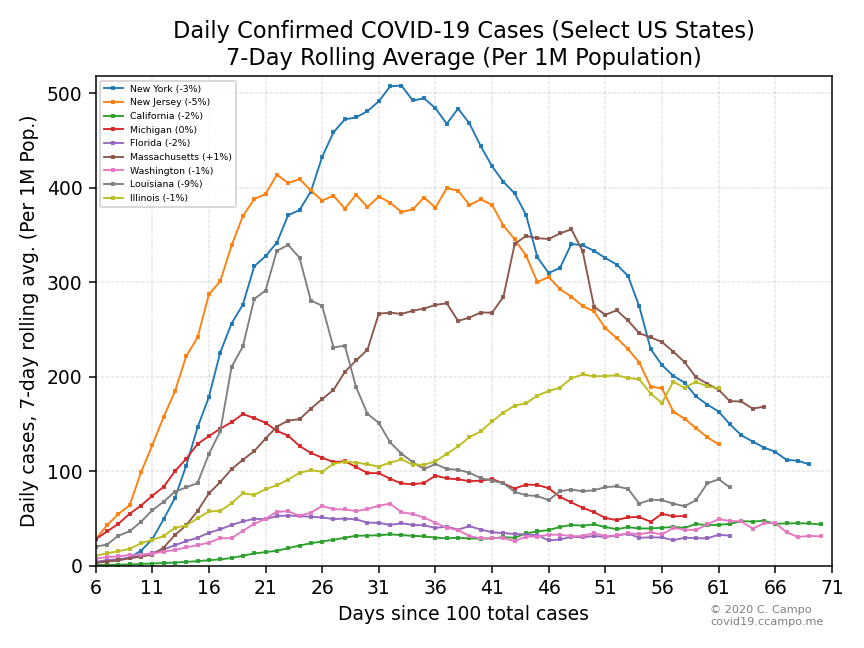 Daily Confirmed COVID-19 Cases (Select US States)
7-Day Rolling Average (Per 1M Population)
Daily cases, 7-day rolling avg. (Per 1M Pop.)
500
400
300
200
100
0
New York (-3%)
New Jersey (-5%)
California (-2%)
Michigan (0%)
Florida (-2%)
Massachusetts (+1%)
Washington (-1%)
Louisiana (-9%)
Illinois (-1%)
6 11 16 21 26 31 36 41 46 51 56 61 66 71
Days since 100 total cases
© 2020 C. Campo
covid19.ccampo.me